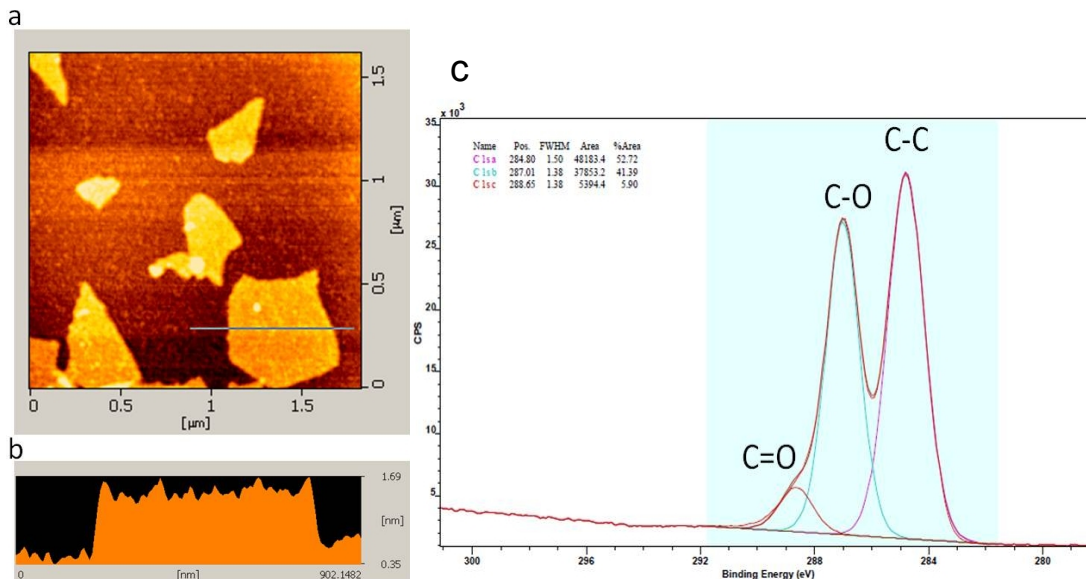 a
1.5
1
[µm]
0.5
0
0 0.5 1 1.5
[µm]
b
1.69
[nm]
0.35
0 [nm] 902.1482
c
x 10³
35
30
25
20
15
10
5
CPS
Name Pos. FWHM Area %Area
C 1s a 284.80 1.50 48183.4 52.72
C 1s b 287.01 1.38 37853.2 41.39
C 1s c 288.65 1.38 5394.4 5.90
C-C
C-O
C=O
300 296 292 288 284 280
Binding Energy (eV)